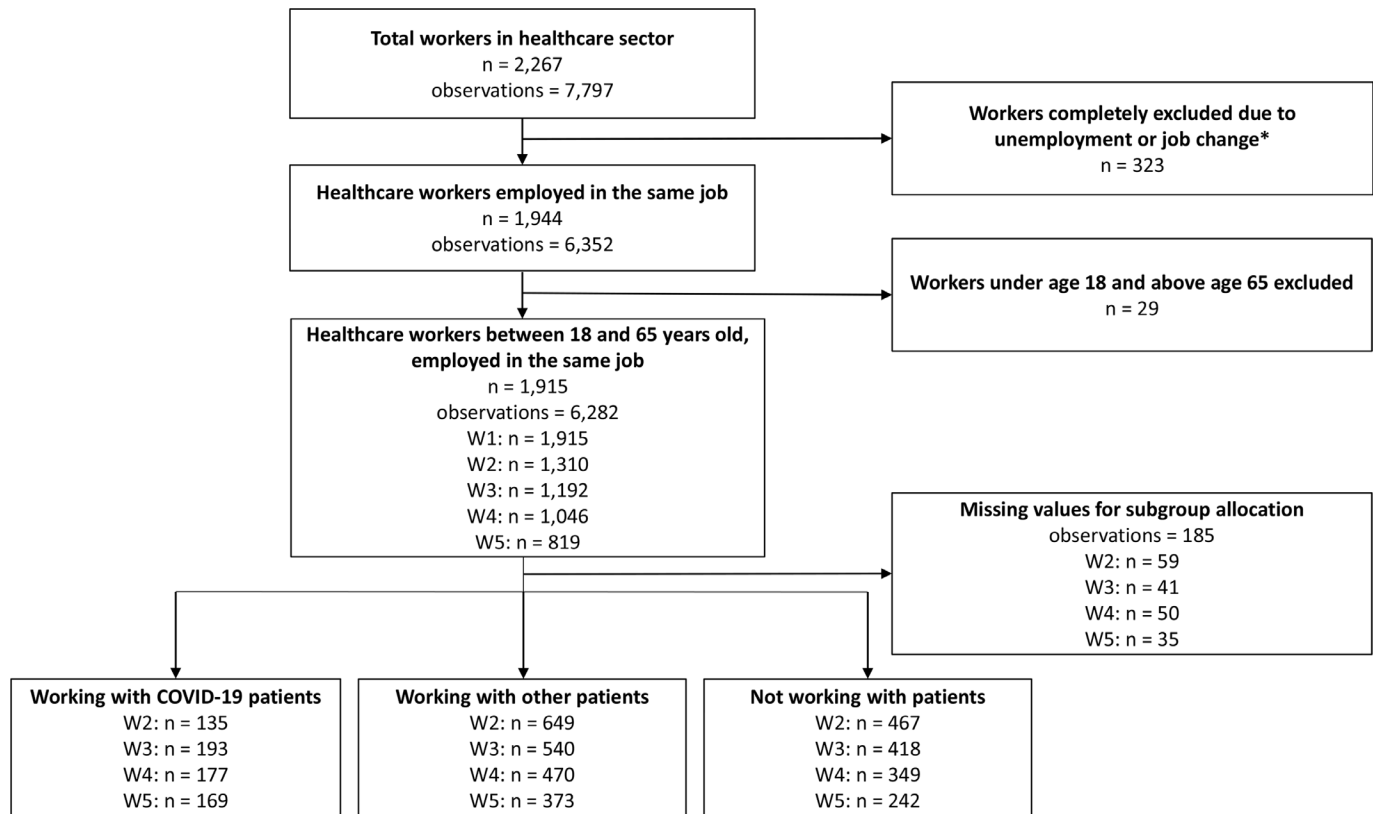 Total workers in healthcare sector
n = 2,267
observations = 7,797
Workers completely excluded due to
unemployment or job change*
n = 323
Healthcare workers employed in the same job
n = 1,944
observations = 6,352
Workers under age 18 and above age 65 excluded
n = 29
Healthcare workers between 18 and 65 years old,
employed in the same job
n = 1,915
observations = 6,282
W1: n = 1,915
W2: n = 1,310
W3: n = 1,192
W4: n = 1,046
W5: n = 819
Missing values for subgroup allocation
observations = 185
W2: n = 59
W3: n = 41
W4: n = 50
W5: n = 35
Working with COVID-19 patients
W2: n = 135
W3: n = 193
W4: n = 177
W5: n = 169
Working with other patients
W2: n = 649
W3: n = 540
W4: n = 470
W5: n = 373
Not working with patients
W2: n = 467
W3: n = 418
W4: n = 349
W5: n = 242